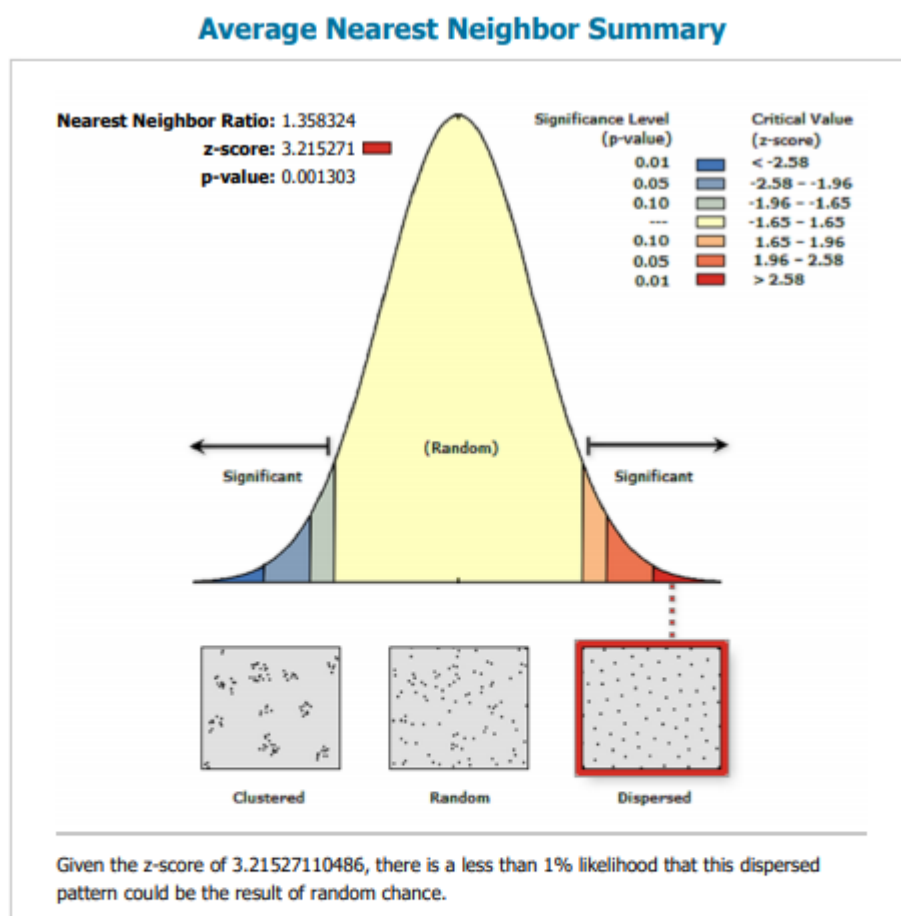 Average Nearest Neighbor Summary
Nearest Neighbor Ratio: 1.358324
z-score: 3.215271
p-value: 0.001303
Significance Level
(p-value)
Critical Value
(z-score)
0.01 < -2.58
0.05 -2.58 – -1.96
0.10 -1.96 – -1.65
--- -1.65 – 1.65
0.10 1.65 – 1.96
0.05 1.96 – 2.58
0.01 > 2.58
Significant
(Random)
Significant
Clustered
Random
Dispersed
Given the z-score of 3.21527110486, there is a less than 1% likelihood that this dispersed
pattern could be the result of random chance.